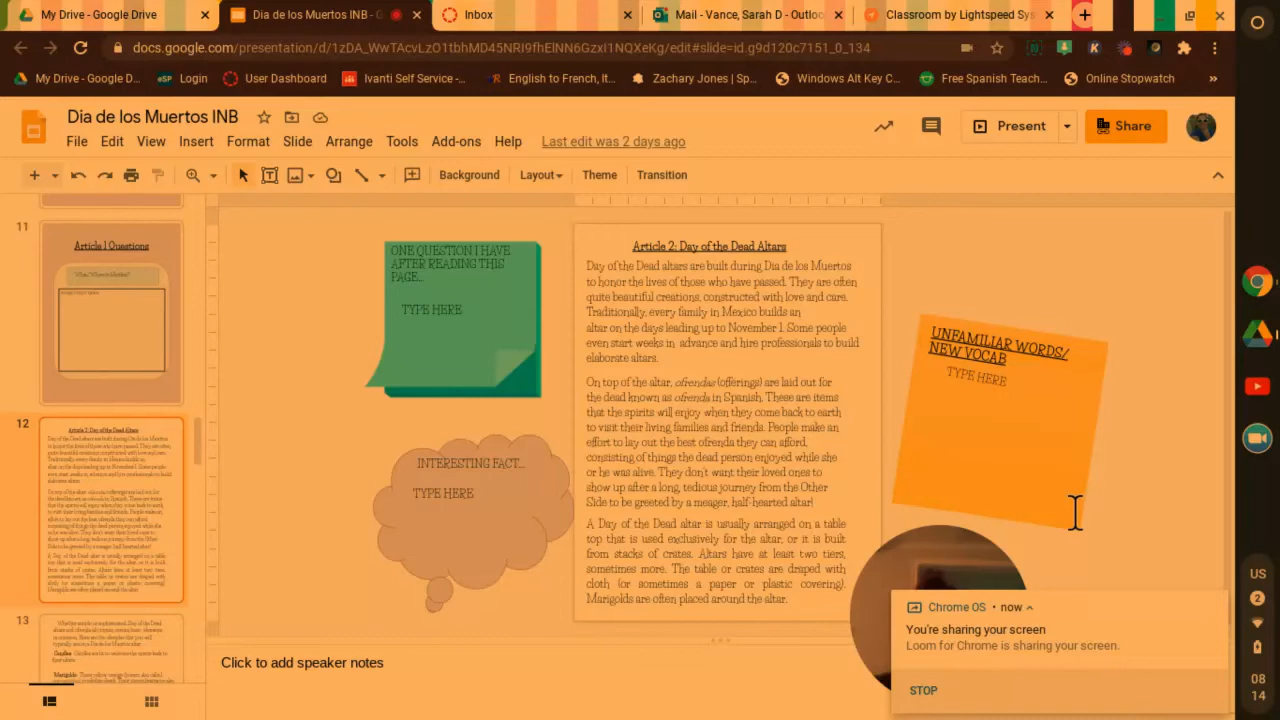 My Drive - Google Drive
Dia de los Muertos INB - G
Inbox
Mail - Vance, Sarah D - Outloo
Classroom by Lightspeed Sys
docs.google.com/presentation/d/1zDA_WwTAcvLzO1tbhMD45NRI9fhElNN6GzxI1NQXeKg/edit#slide=id.g9d120c7151_0_134
My Drive - Google D...
Login
User Dashboard
Ivanti Self Service -...
English to French, It...
Zachary Jones | Sp...
Windows Alt Key C...
Free Spanish Teach...
Online Stopwatch
»
Dia de los Muertos INB
File Edit View Insert Format Slide Arrange Tools Add-ons Help
Last edit was 2 days ago
Present
Share
Background
Layout
Theme
Transition
11
Article 1 Questions
12
Article 2: Day of the Dead Altars
13
ONE QUESTION I HAVE
AFTER READING THIS
PAGE...
TYPE HERE
INTERESTING FACT...
TYPE HERE
Article 2: Day of the Dead Altars
Day of the Dead altars are built during Dia de los Muertos
to honor the lives of those who have passed. They are often
quite beautiful creations, constructed with love and care.
Traditionally, every family in Mexico builds an
altar on the days leading up to November 1. Some people
even start weeks in advance and hire professionals to build
elaborate altars.
On top of the altar, ofrendas (offerings) are laid out for
the dead known as ofrenda in Spanish. These are items
that the spirits will enjoy when they come back to earth
to visit their living families and friends. People make an
effort to lay out the best ofrenda they can afford,
consisting of things the dead person enjoyed while she
or he was alive. They don't want their loved ones to
show up after a long, tedious journey from the Other
Side to be greeted by a meager, half-hearted altar!
A Day of the Dead altar is usually arranged on a table
top that is used exclusively for the altar, or it is built
from stacks of crates. Altars have at least two tiers,
sometimes more. The table or crates are draped with
cloth (or sometimes a paper or plastic covering).
Marigolds are often placed around the altar.
UNFAMILIAR WORDS/
NEW VOCAB
TYPE HERE
Click to add speaker notes
Chrome OS • now
You're sharing your screen
Loom for Chrome is sharing your screen.
STOP
US
2
08
14